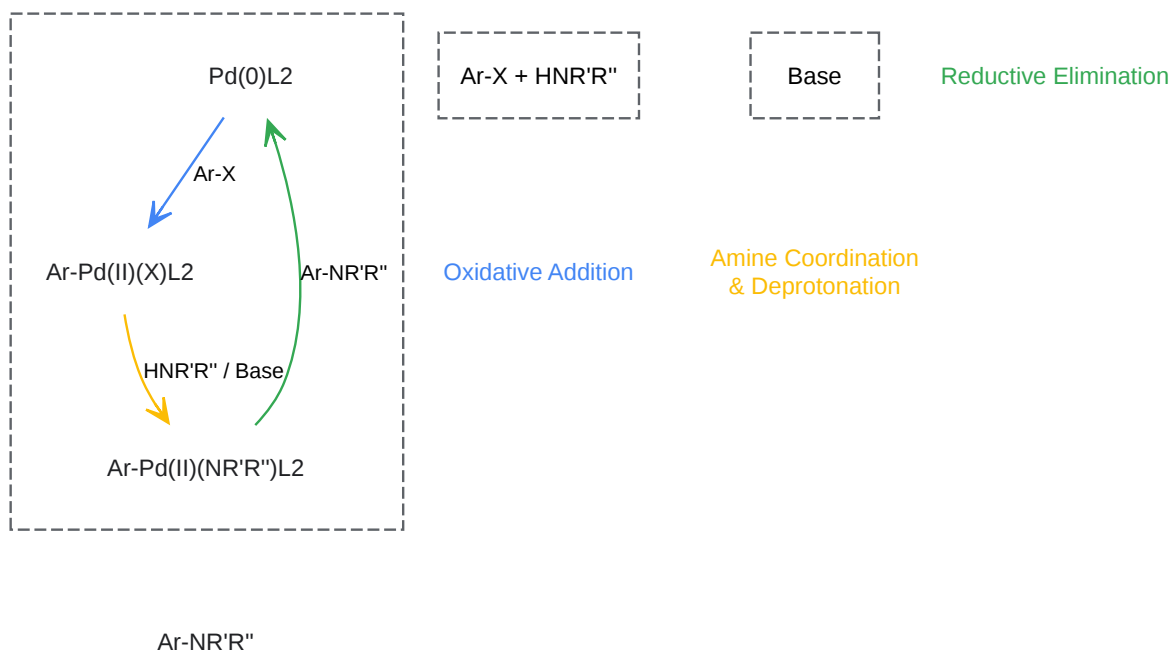 Pd(0)L2
Ar-X + HNR'R"
Base
Reductive Elimination
Ar-X
Ar-Pd(II)(X)L2
Ar-NR'R"
Oxidative Addition
Amine Coordination
& Deprotonation
HNR'R" / Base
Ar-Pd(II)(NR'R")L2
Ar-NR'R"